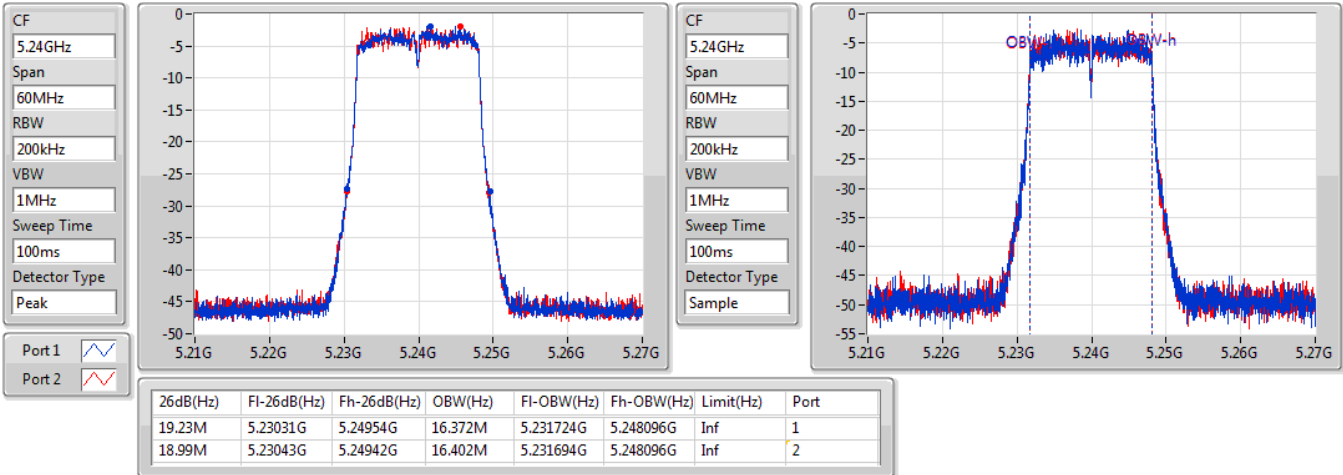 CF
5.24GHz
Span
60MHz
RBW
200kHz
VBW
1MHz
Sweep Time
100ms
Detector Type
Peak
0
-5
-10
-15
-20
-25
-30
-35
-40
-45
-50
5.21G 5.22G 5.23G 5.24G 5.25G 5.26G 5.27G
CF
5.24GHz
Span
60MHz
RBW
200kHz
VBW
1MHz
Sweep Time
100ms
Detector Type
Sample
0
-5
-10
-15
-20
-25
-30
-35
-40
-45
-50
-55
5.21G 5.22G 5.23G 5.24G 5.25G 5.26G 5.27G
Port 1
Port 2
26dB(Hz) Fl-26dB(Hz) Fh-26dB(Hz) OBW(Hz) Fl-OBW(Hz) Fh-OBW(Hz) Limit(Hz) Port
19.23M 5.23031G 5.24954G 16.372M 5.231724G 5.248096G Inf 1
18.99M 5.23043G 5.24942G 16.402M 5.231694G 5.248096G Inf 2